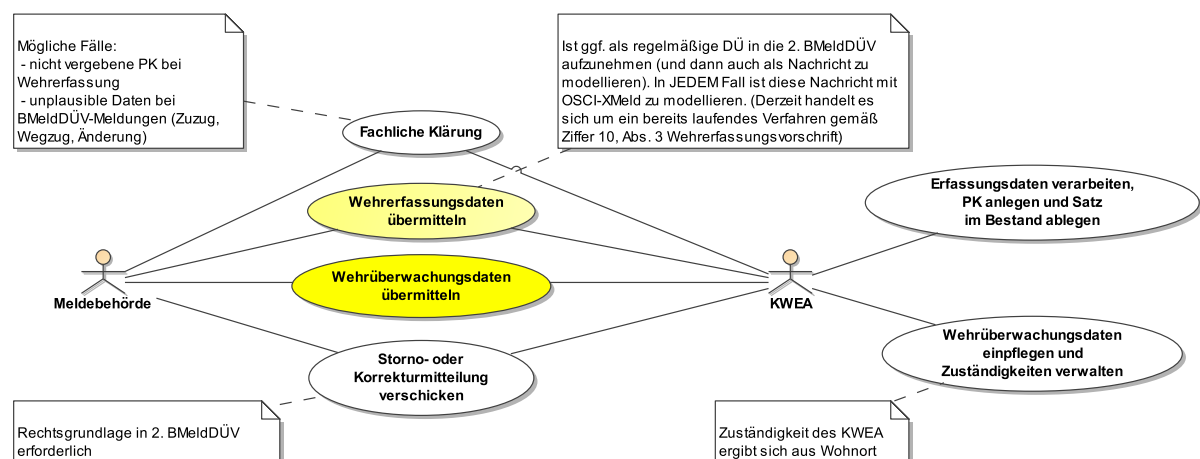 Mögliche Fälle:
- nicht vergebene PK bei
Wehrerfassung
- unplausible Daten bei
BMeldDÜV-Meldungen (Zuzug,
Wegzug, Änderung)
Ist ggf. als regelmäßige DÜ in die 2. BMeldDÜV
aufzunehmen (und dann auch als Nachricht zu
modellieren). In JEDEM Fall ist diese Nachricht mit
OSCI-XMeld zu modellieren. (Derzeit handelt es
sich um ein bereits laufendes Verfahren gemäß
Ziffer 10, Abs. 3 Wehrerfassungsvorschrift)
Fachliche Klärung
Wehrerfassungsdaten
übermitteln
Erfassungsdaten verarbeiten,
PK anlegen und Satz
im Bestand ablegen
Wehrüberwachungsdaten
übermitteln
Meldebehörde
KWEA
Storno- oder
Korrekturmitteilung
verschicken
Wehrüberwachungsdaten
einpflegen und
Zuständigkeiten verwalten
Rechtsgrundlage in 2. BMeldDÜV
erforderlich
Zuständigkeit des KWEA
ergibt sich aus Wohnort